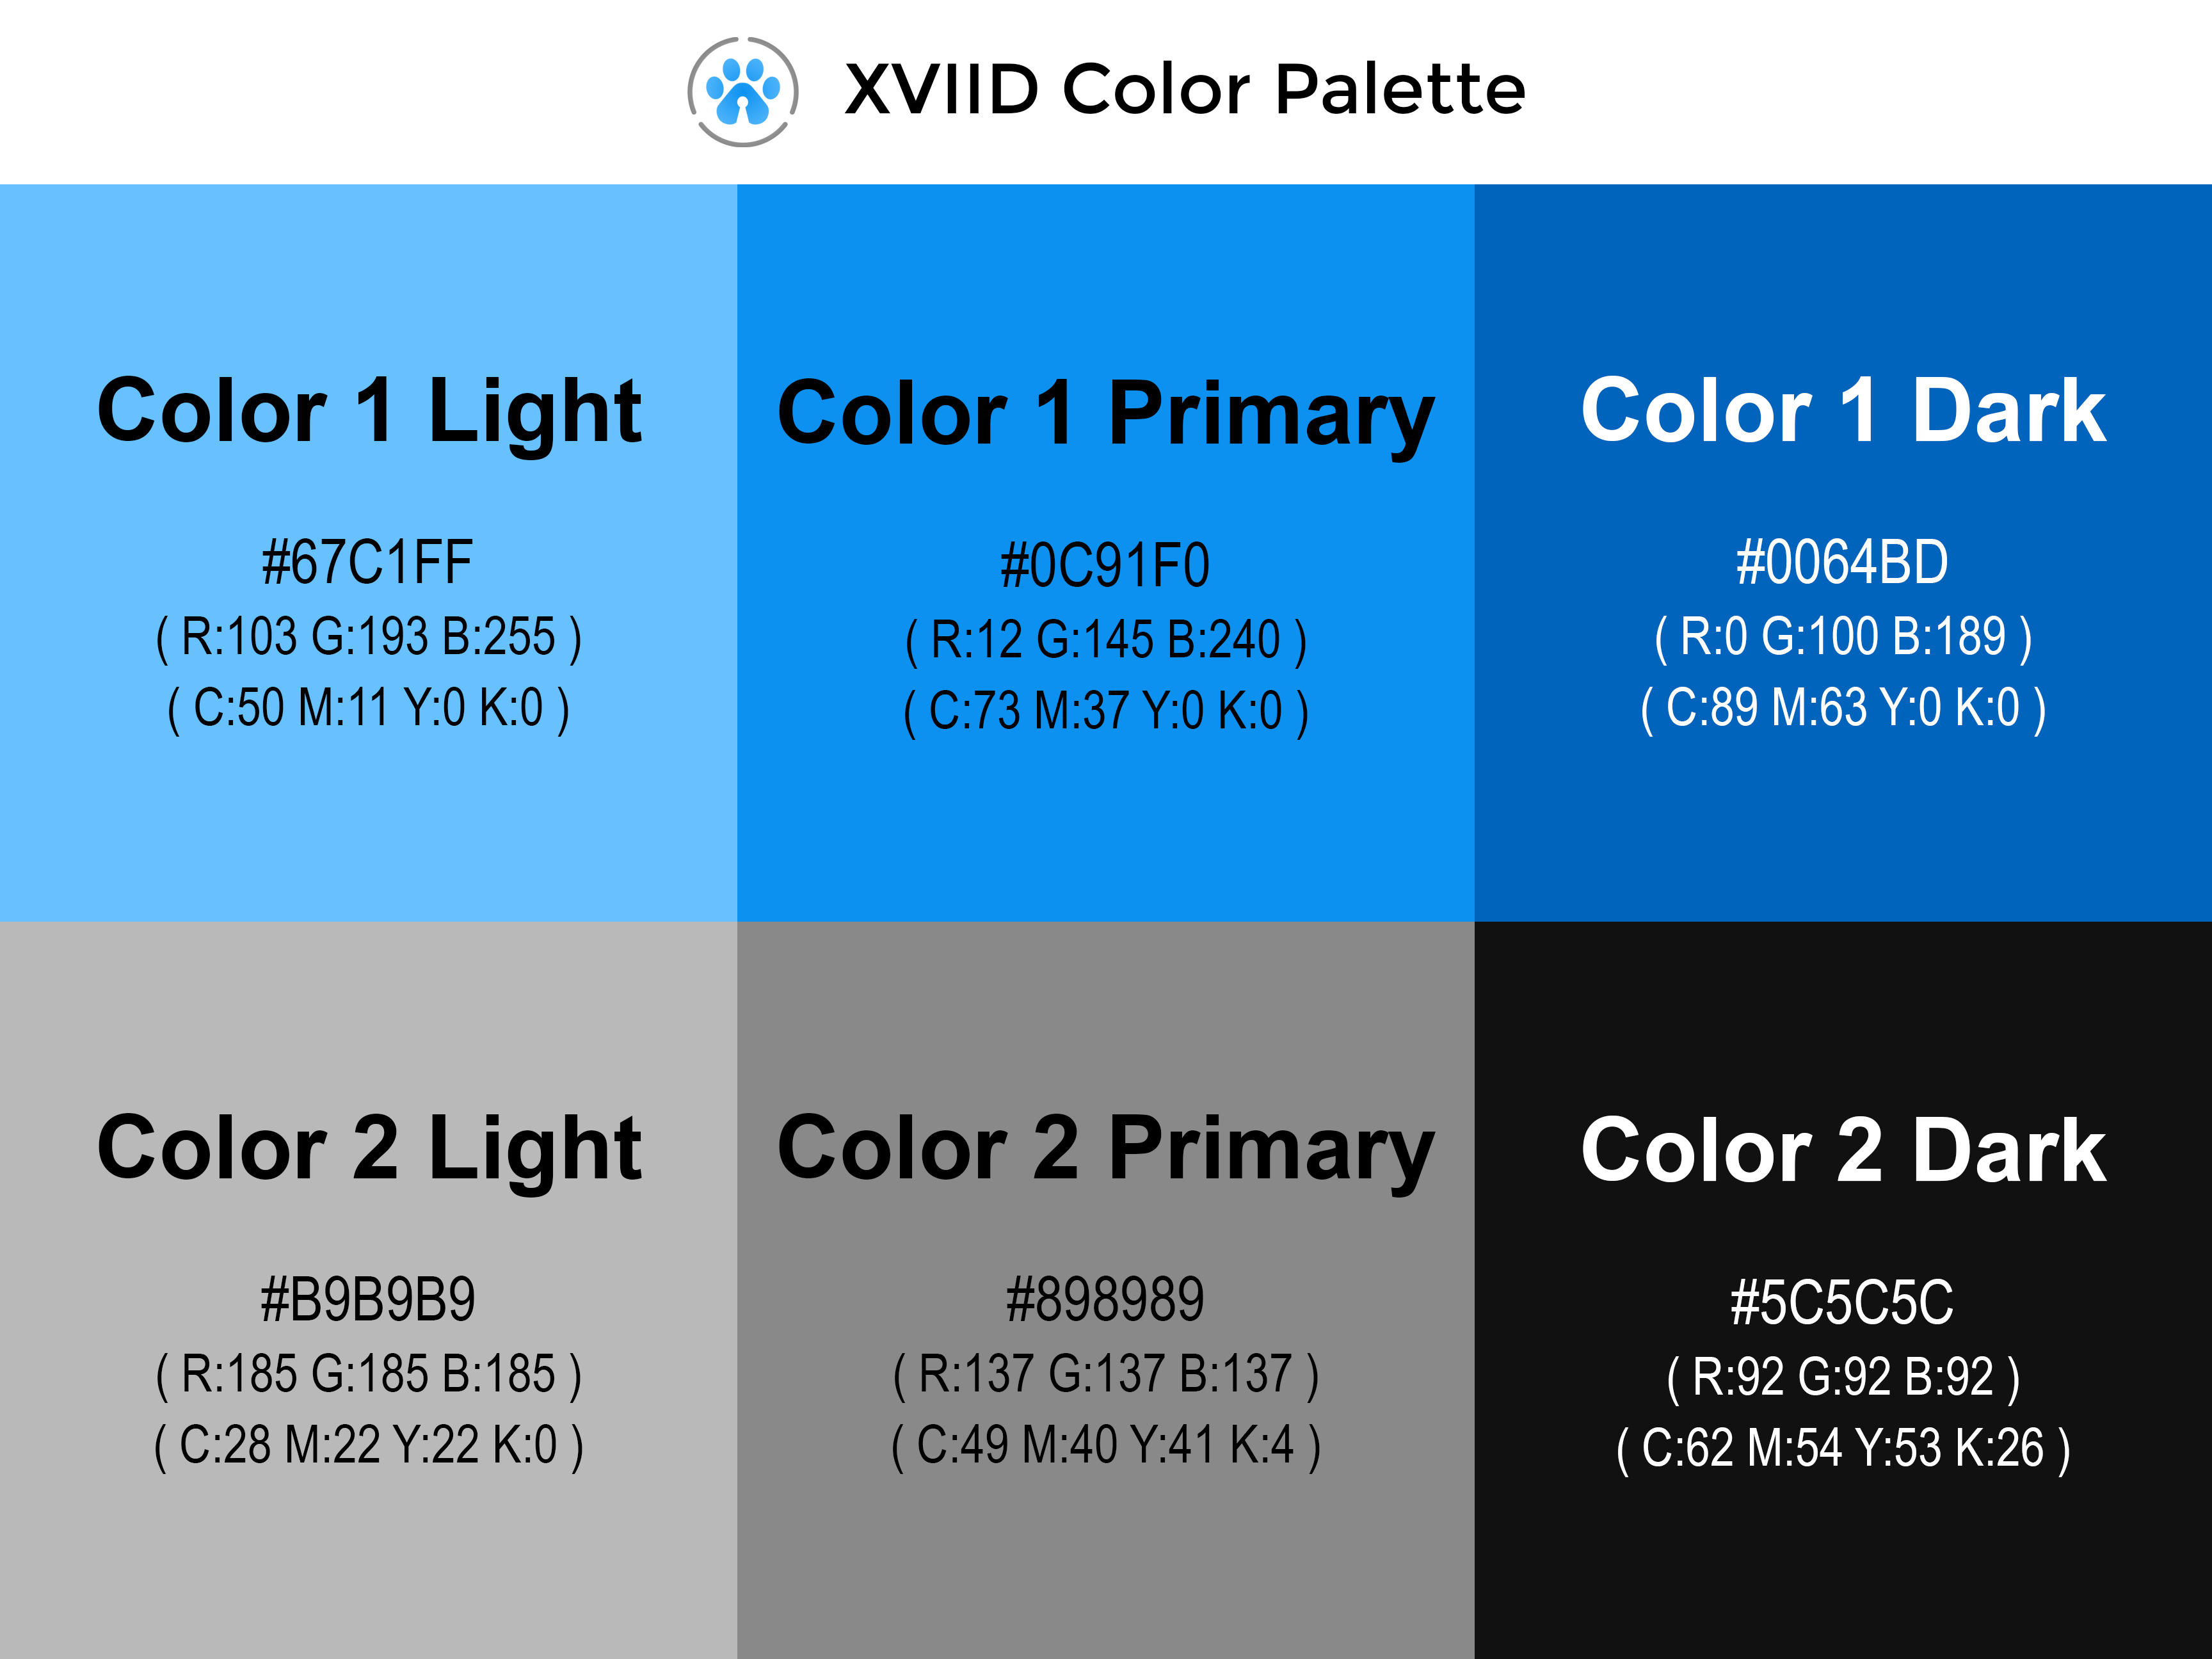 XVIID Color Palette
Color 1 Light
#67C1FF
( R:103 G:193 B:255 )
( C:50 M:11 Y:0 K:0 )
Color 1 Primary
#0C91F0
( R:12 G:145 B:240 )
( C:73 M:37 Y:0 K:0 )
Color 1 Dark
#0064BD
( R:0 G:100 B:189 )
( C:89 M:63 Y:0 K:0 )
Color 2 Light
#B9B9B9
( R:185 G:185 B:185 )
( C:28 M:22 Y:22 K:0 )
Color 2 Primary
#898989
( R:137 G:137 B:137 )
( C:49 M:40 Y:41 K:4 )
Color 2 Dark
#5C5C5C
( R:92 G:92 B:92 )
( C:62 M:54 Y:53 K:26 )